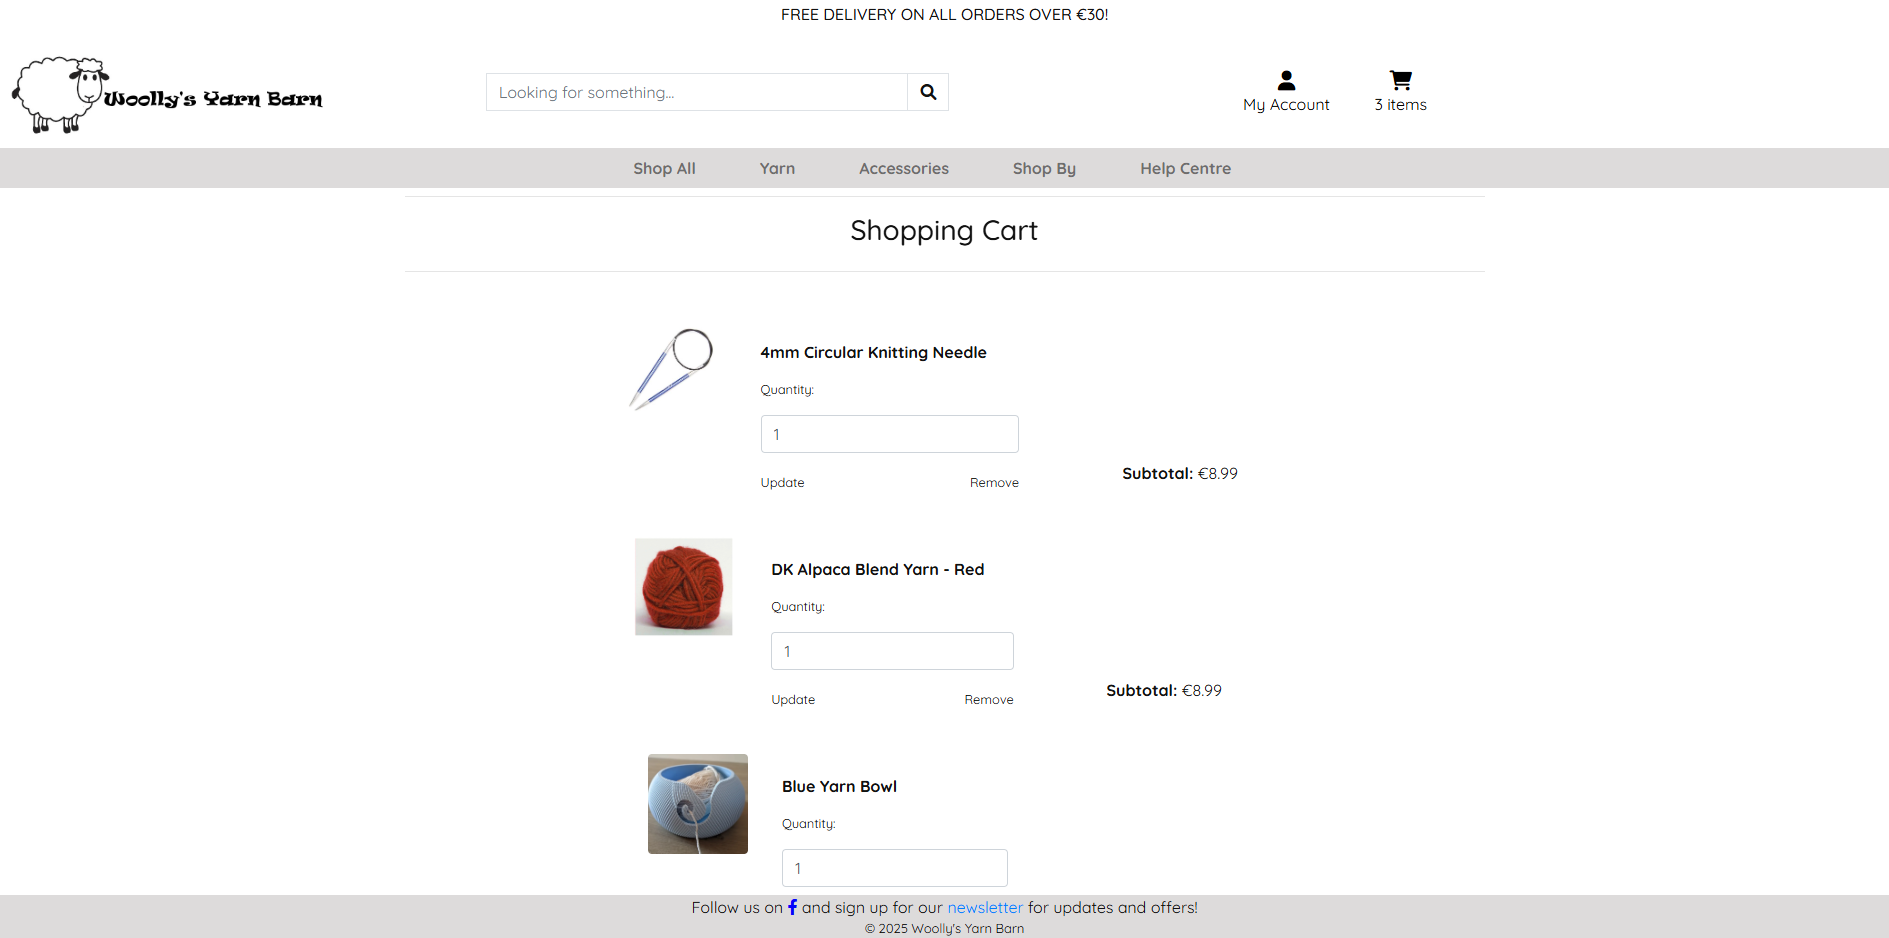 FREE DELIVERY ON ALL ORDERS OVER €30!
Woolly's Yarn Barn
Looking for something...
My Account
3 items
Shop All Yarn Accessories Shop By Help Centre
Shopping Cart
4mm Circular Knitting Needle
Quantity:
1
Update Remove
Subtotal: €8.99
DK Alpaca Blend Yarn - Red
Quantity:
1
Update Remove
Subtotal: €8.99
Blue Yarn Bowl
Quantity:
1
Follow us on f and sign up for our newsletter for updates and offers!
© 2025 Woolly's Yarn Barn